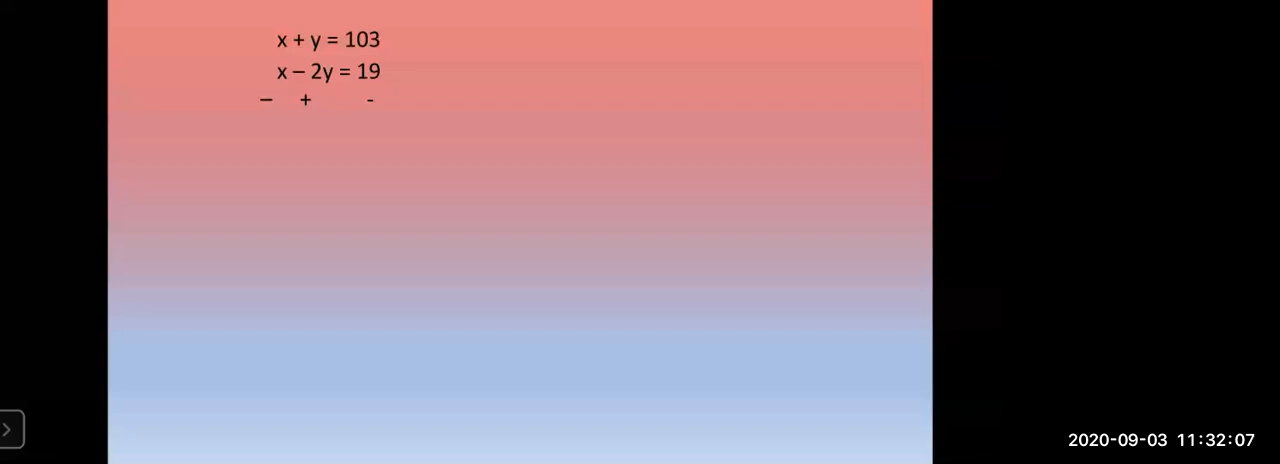 x + y = 103
x – 2y = 19
– + -
2020-09-03 11:32:07